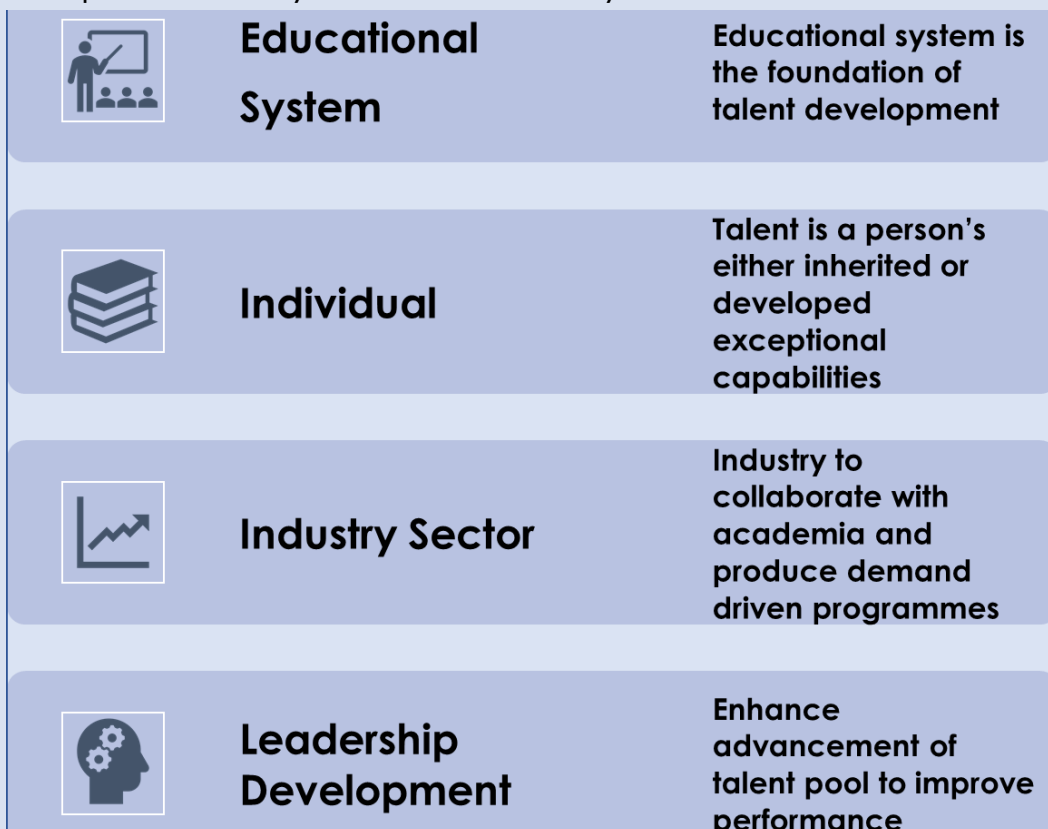 Educational
System
Educational system is
the foundation of
talent development
Individual
Talent is a person’s
either inherited or
developed
exceptional
capabilities
Industry Sector
Industry to
collaborate with
academia and
produce demand
driven programmes
Leadership
Development
Enhance
advancement of
talent pool to improve
performance